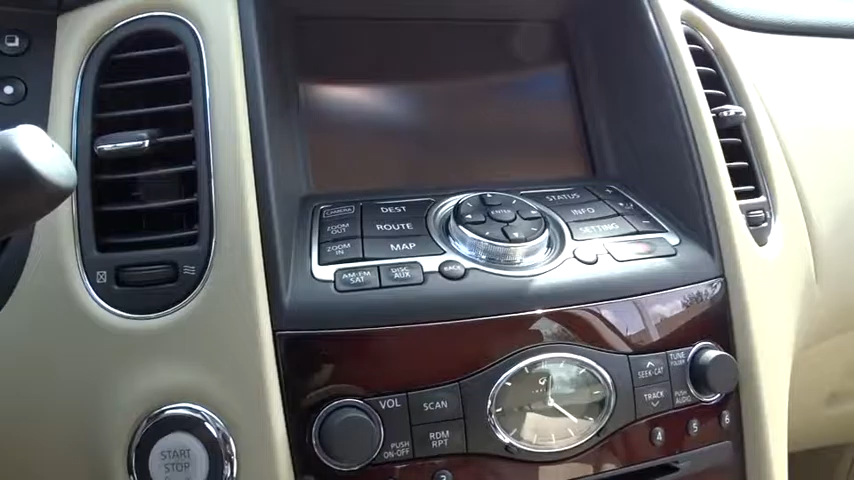 CAMERA
ZOOM
OUT
ZOOM
IN
DEST
ROUTE
MAP
ENTER
STATUS
INFO
SETTING
AM·FM
SAT
DISC
AUX
BACK
VOL
PUSH
ON·OFF
SCAN
RDM
RPT
SEEK·CAT
TRACK
TUNE
FOLDER
PUSH
AUDIO
4
5
6
START
STOP